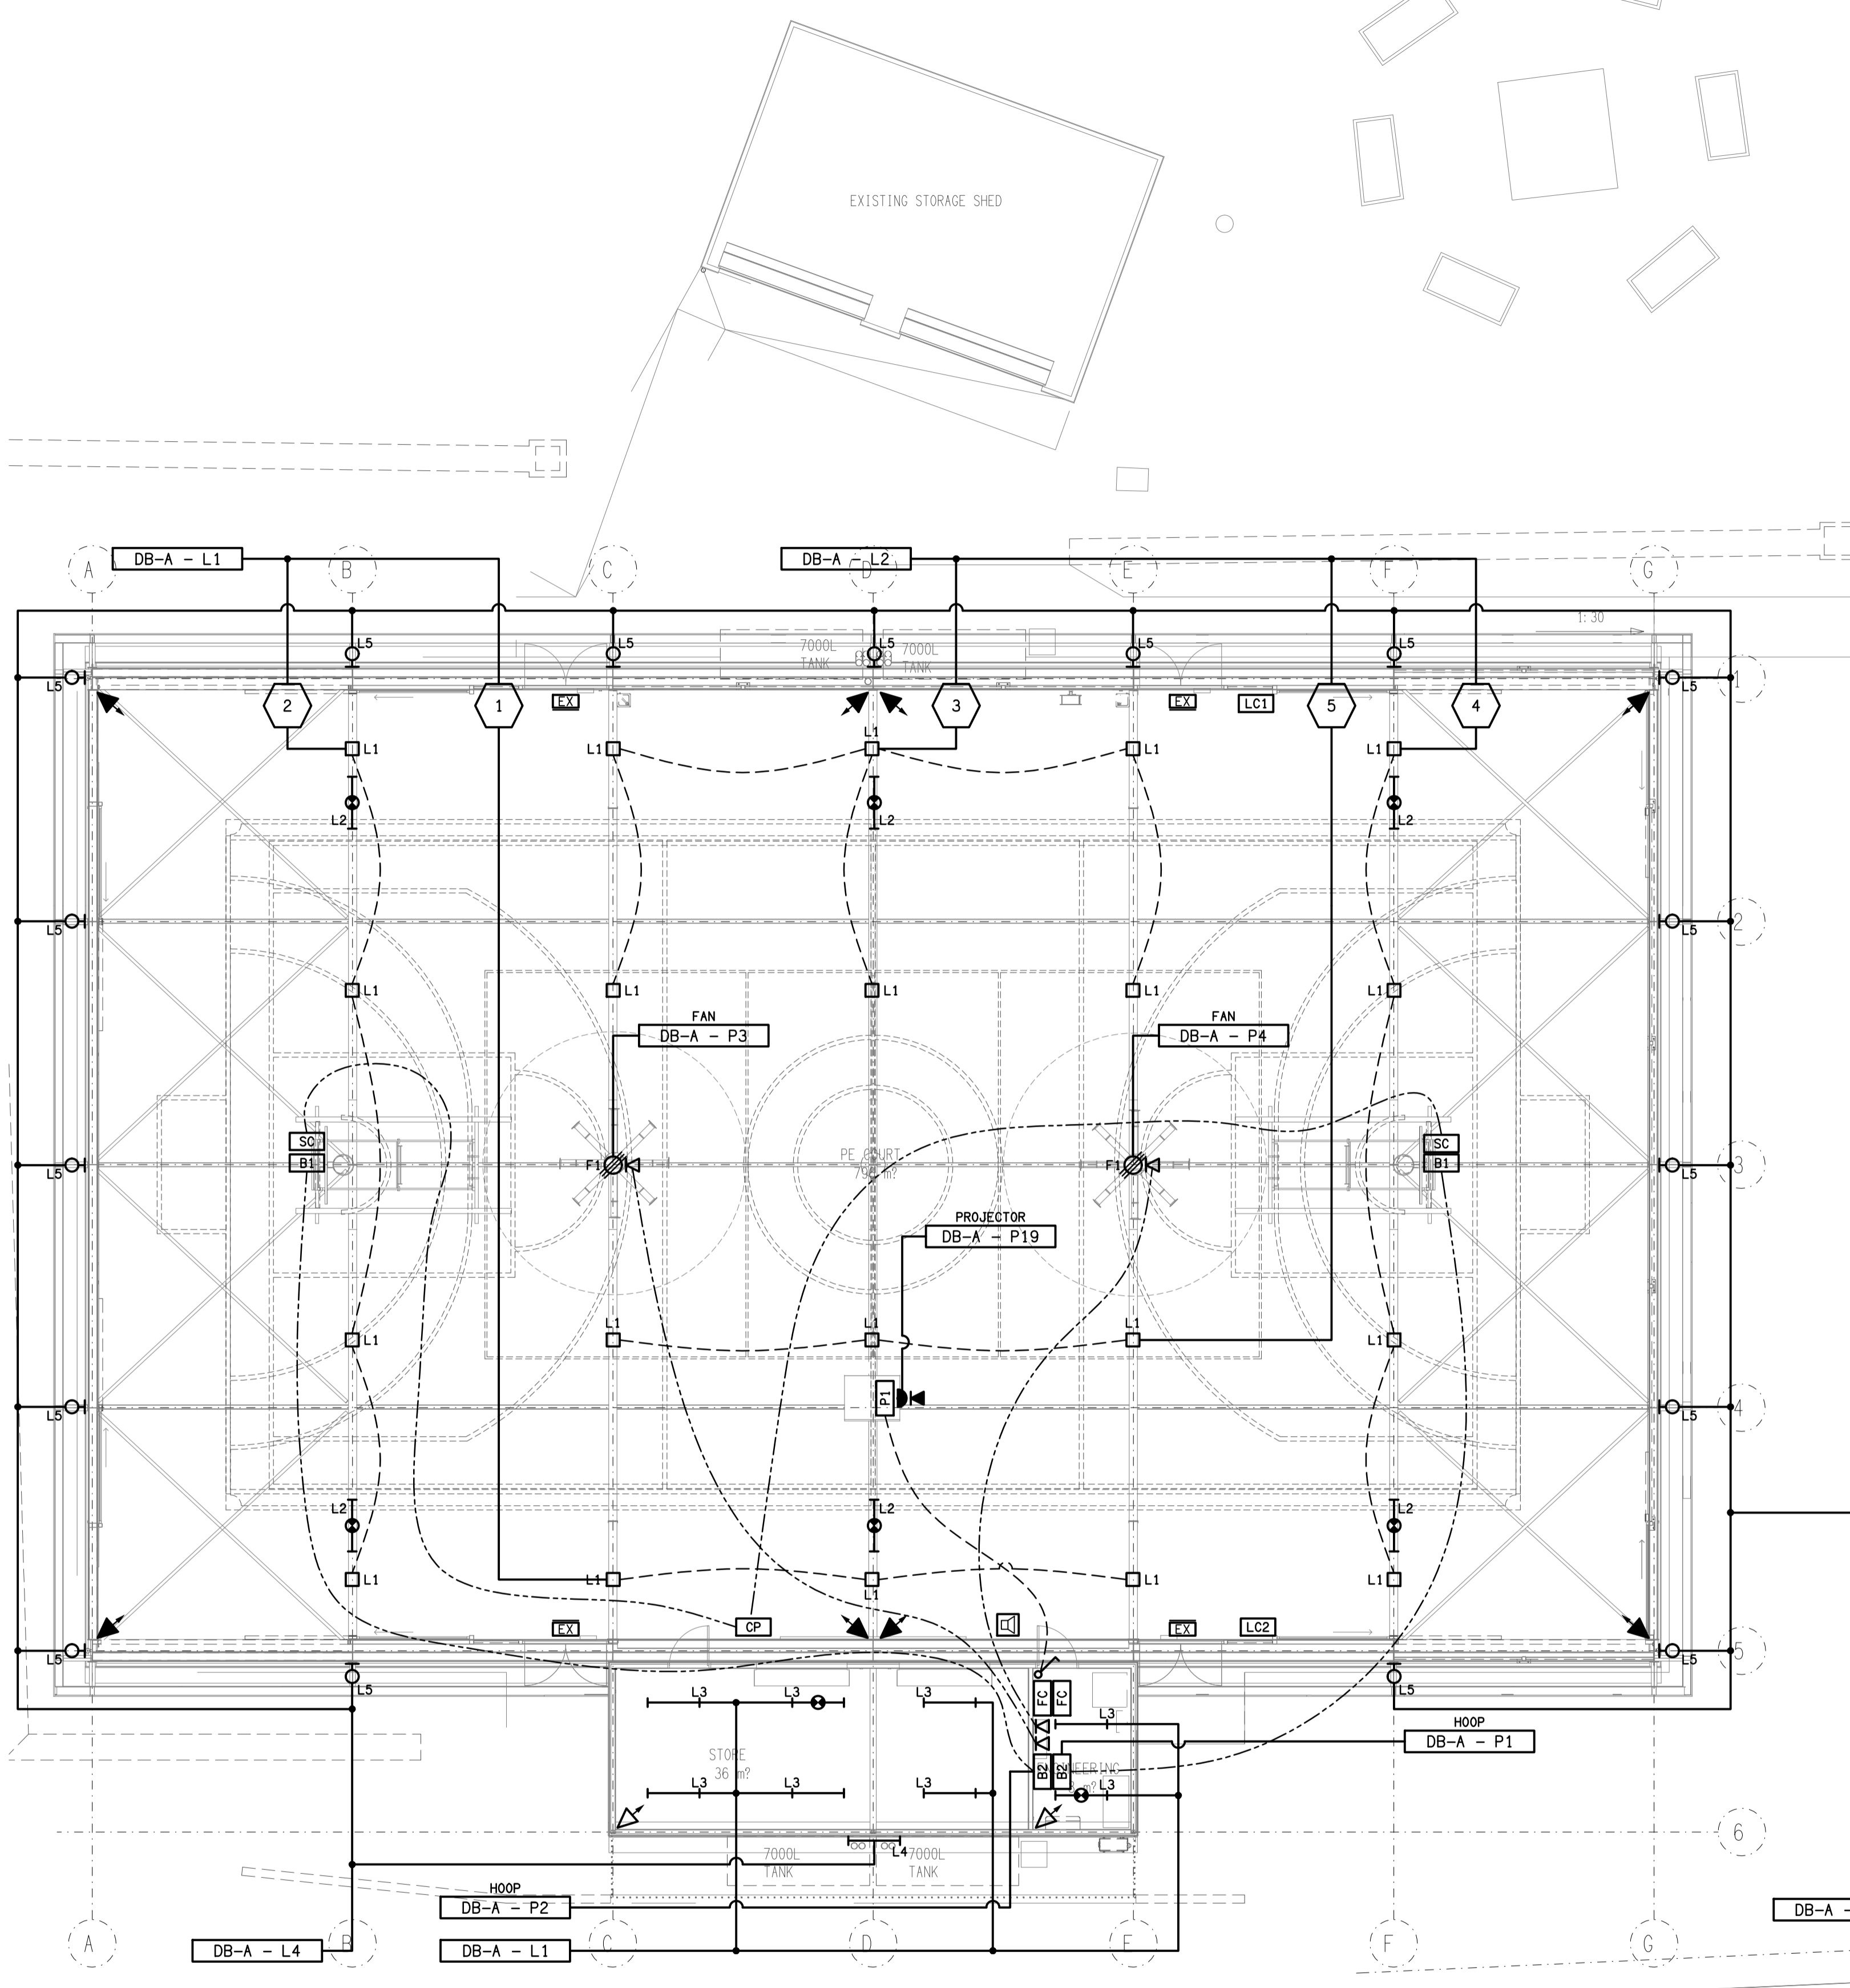 EXISTING STORAGE SHED
DB-A - L1
DB-A - L2
A
B
C
D
E
F
G
1:30
L5
L5
L5
L5
L5
7000L
TANK
7000L
TANK
L5
L5
1
2
1
3
5
4
EX
EX
LC1
L1
L1
L1
L1
L1
L2
L2
L2
L5
L5
2
L1
L1
L1
L1
L1
FAN
DB-A - P3
FAN
DB-A - P4
SC
B1
SC
B1
F1
F1
PE COURT
L5
L5
3
PROJECTOR
DB-A - P19
L1
L1
L1
L1
L1
P1
L5
L5
4
L2
L2
L2
L1
L1
L1
L1
L1
EX
CP
EX
LC2
L5
L5
5
L5
L5
L3
L3
L3
FC
FC
L3
HOOP
DB-A - P1
STORE
36 m?
B2
B2
L3
L3
L3
L3
L4
6
7000L
TANK
7000L
TANK
HOOP
DB-A - P2
DB-A -
DB-A - L4
DB-A - L1
A
B
C
D
E
F
G